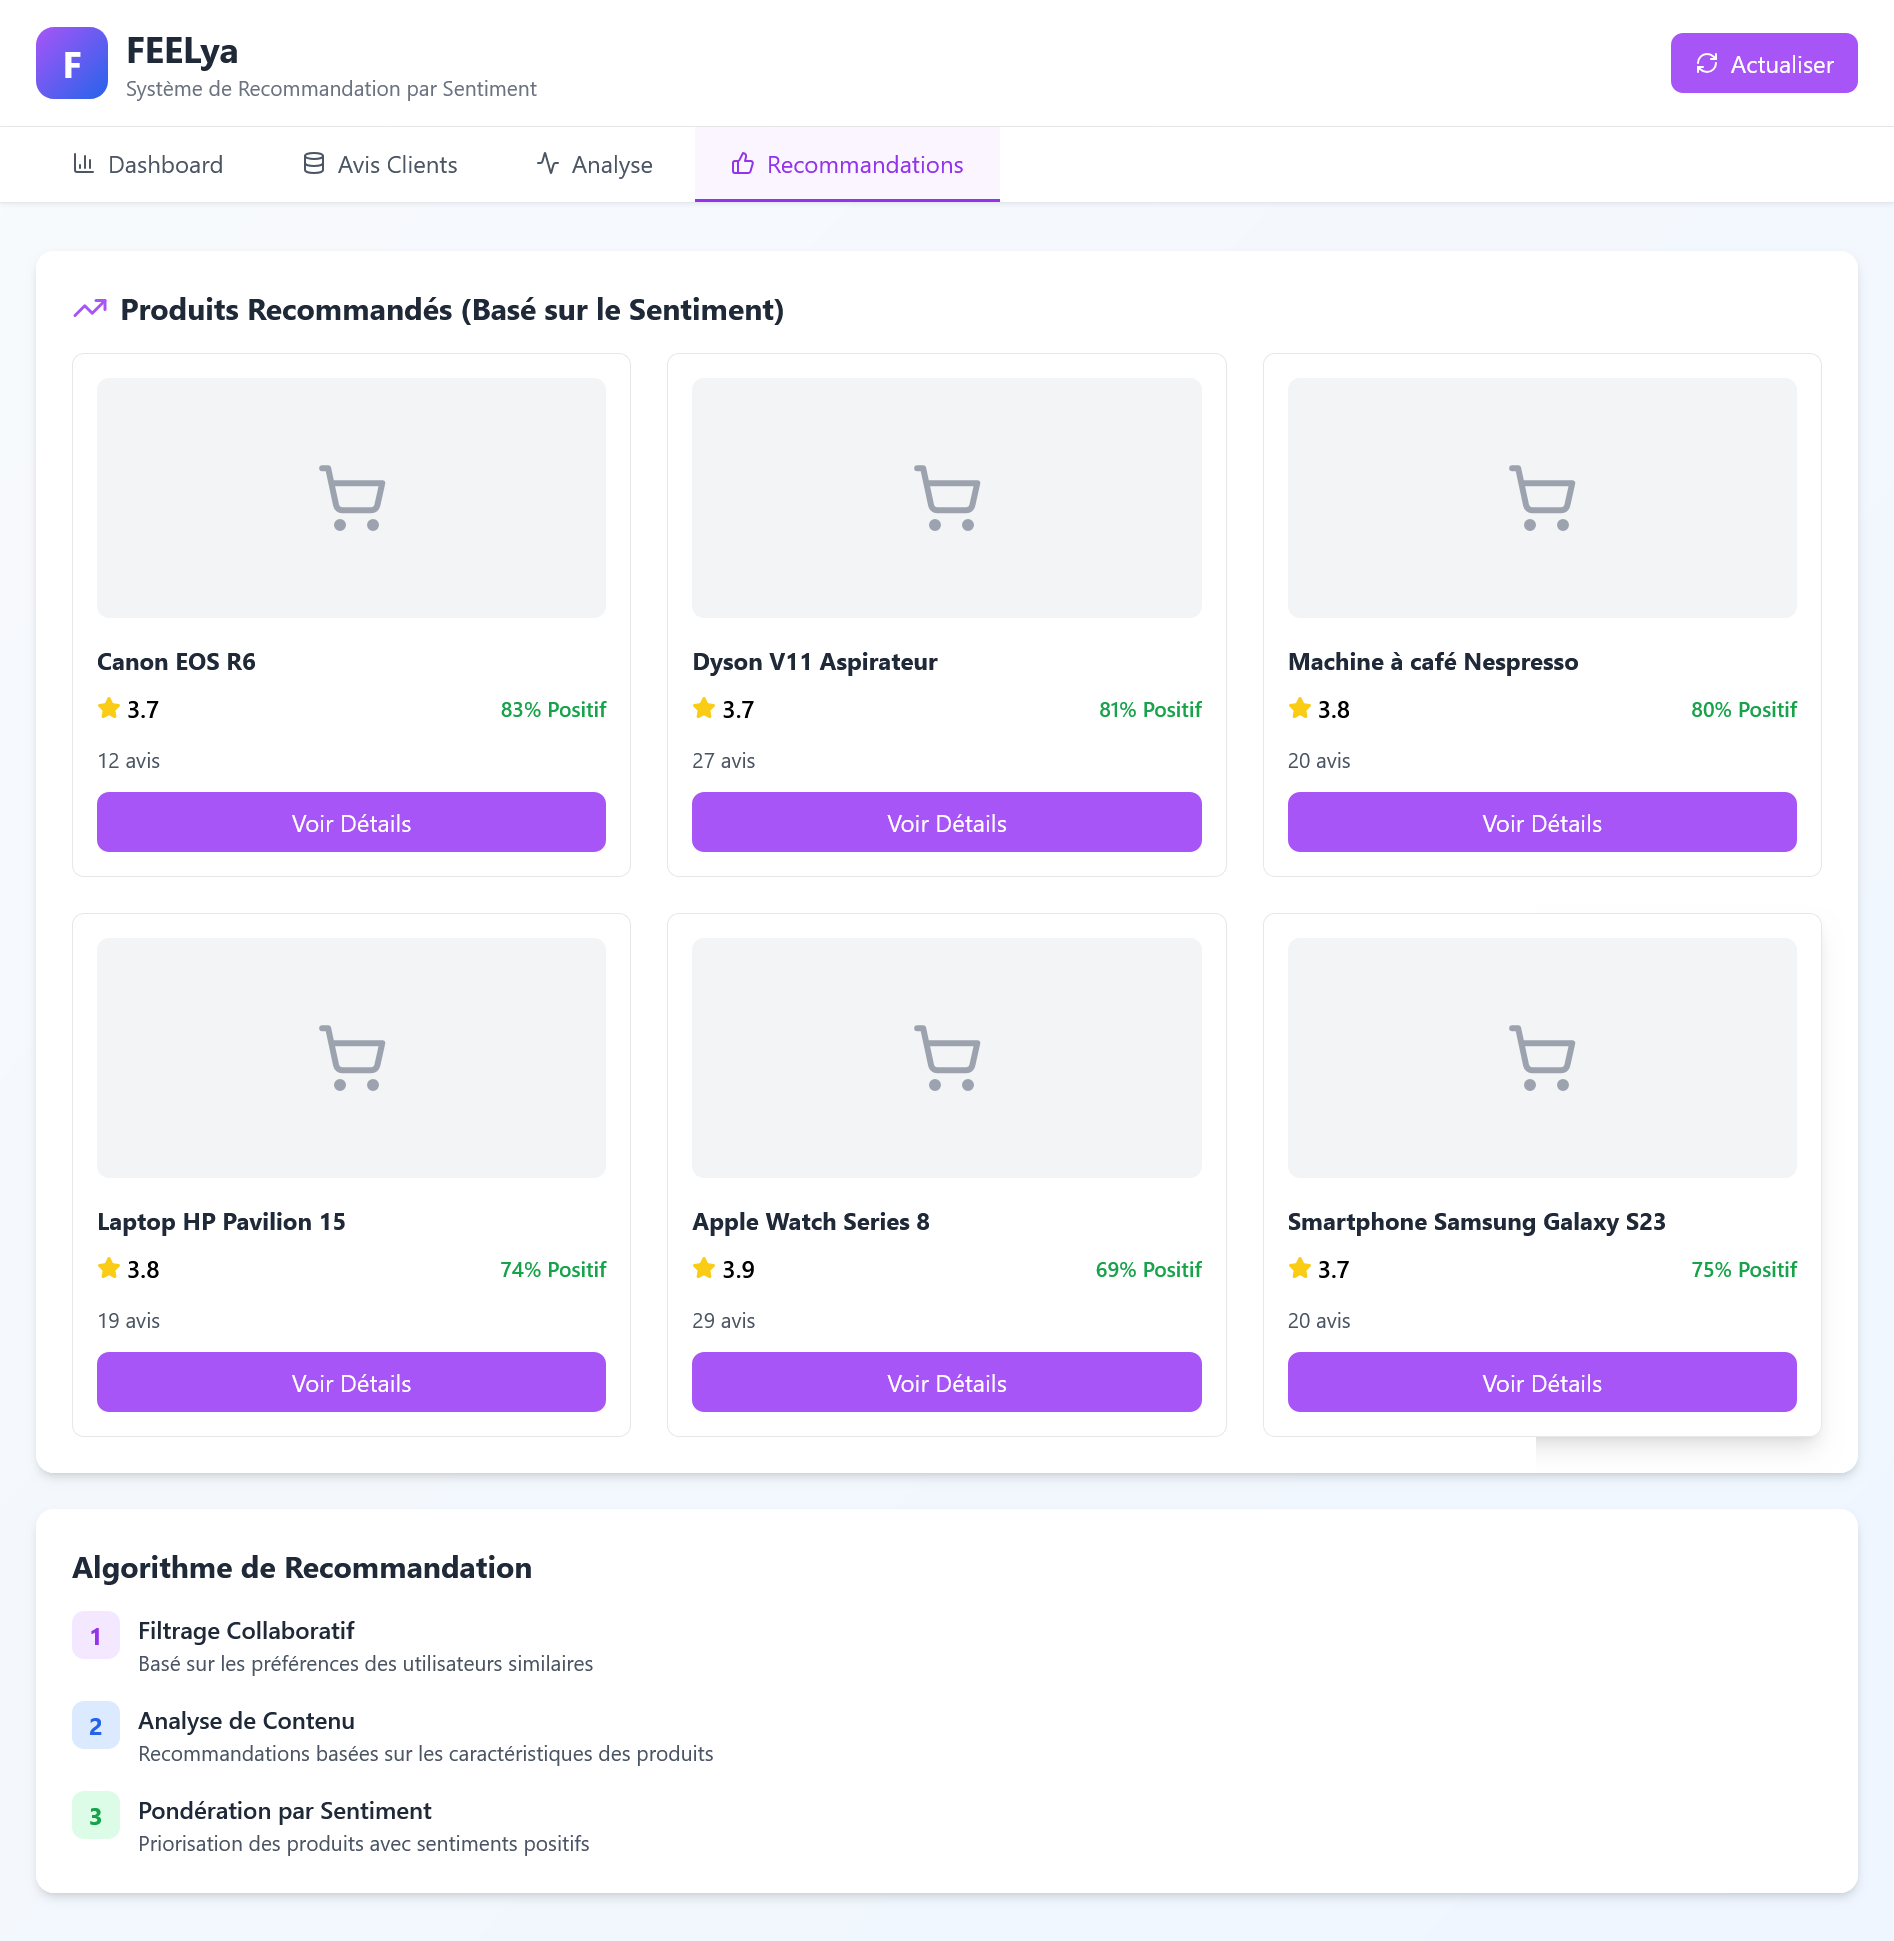 F
FEELya
Système de Recommandation par Sentiment
Actualiser
Dashboard
Avis Clients
Analyse
Recommandations
Produits Recommandés (Basé sur le Sentiment)
Canon EOS R6
3.7
83% Positif
12 avis
Voir Détails
Dyson V11 Aspirateur
3.7
81% Positif
27 avis
Voir Détails
Machine à café Nespresso
3.8
80% Positif
20 avis
Voir Détails
Laptop HP Pavilion 15
3.8
74% Positif
19 avis
Voir Détails
Apple Watch Series 8
3.9
69% Positif
29 avis
Voir Détails
Smartphone Samsung Galaxy S23
3.7
75% Positif
20 avis
Voir Détails
Algorithme de Recommandation
1
Filtrage Collaboratif
Basé sur les préférences des utilisateurs similaires
2
Analyse de Contenu
Recommandations basées sur les caractéristiques des produits
3
Pondération par Sentiment
Priorisation des produits avec sentiments positifs